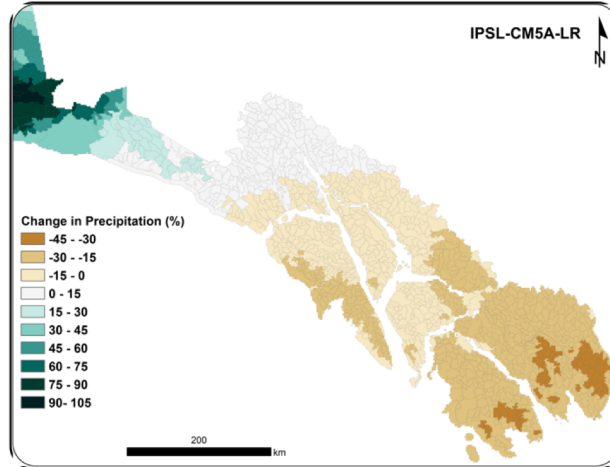 IPSL-CM5A-LR
N
Change in Precipitation (%)
-45 - -30
-30 - -15
-15 - 0
0 - 15
15 - 30
30 - 45
45 - 60
60 - 75
75 - 90
90- 105
200
km